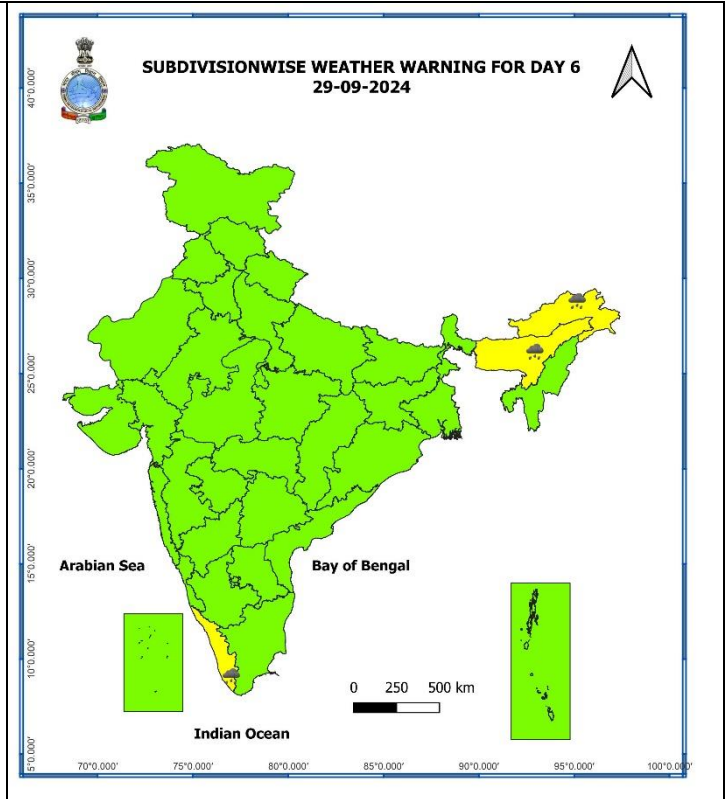 SUBDIVISIONWISE WEATHER WARNING FOR DAY 6
29-09-2024
40°0.000'
35°0.000'
30°0.000'
25°0.000'
20°0.000'
15°0.000'
10°0.000'
5°0.000'
Arabian Sea
Bay of Bengal
0 250 500 km
Indian Ocean
70°0.000' 75°0.000' 80°0.000' 85°0.000' 90°0.000' 95°0.000' 100°0.000'